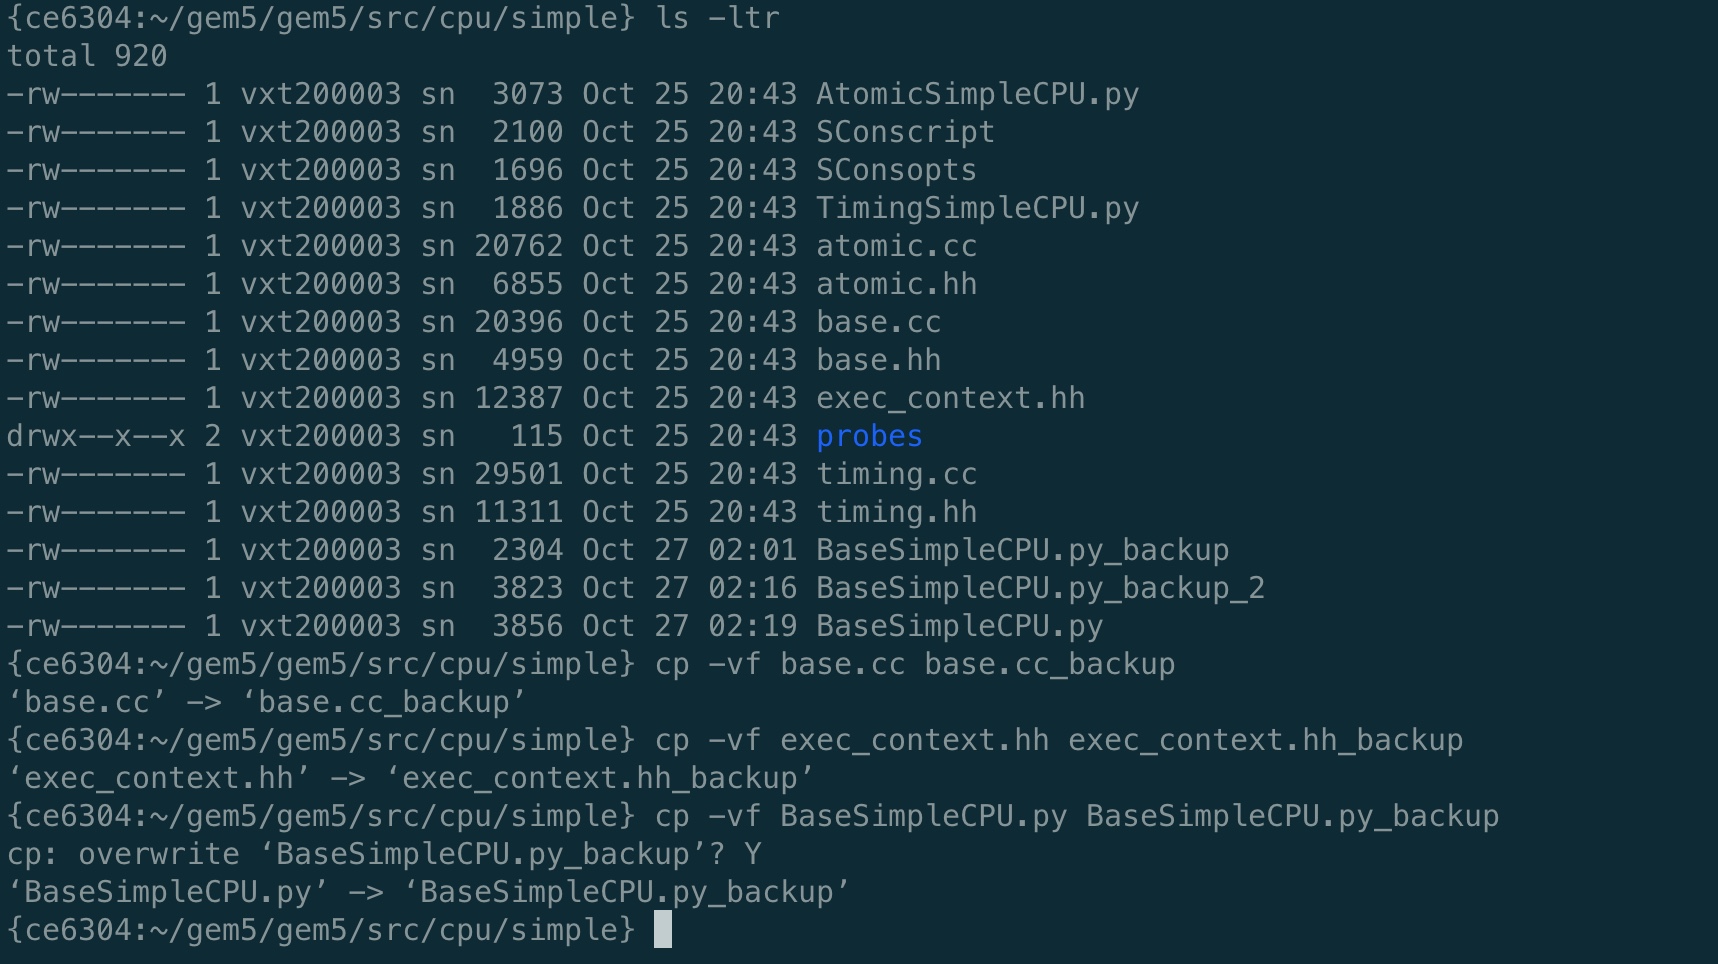 {ce6304:~/gem5/gem5/src/cpu/simple} ls -ltr
total 920
-rw------- 1 vxt200003 sn  3073 Oct 25 20:43 AtomicSimpleCPU.py
-rw------- 1 vxt200003 sn  2100 Oct 25 20:43 SConscript
-rw------- 1 vxt200003 sn  1696 Oct 25 20:43 SConsopts
-rw------- 1 vxt200003 sn  1886 Oct 25 20:43 TimingSimpleCPU.py
-rw------- 1 vxt200003 sn 20762 Oct 25 20:43 atomic.cc
-rw------- 1 vxt200003 sn  6855 Oct 25 20:43 atomic.hh
-rw------- 1 vxt200003 sn 20396 Oct 25 20:43 base.cc
-rw------- 1 vxt200003 sn  4959 Oct 25 20:43 base.hh
-rw------- 1 vxt200003 sn 12387 Oct 25 20:43 exec_context.hh
drwx--x--x 2 vxt200003 sn   115 Oct 25 20:43 probes
-rw------- 1 vxt200003 sn 29501 Oct 25 20:43 timing.cc
-rw------- 1 vxt200003 sn 11311 Oct 25 20:43 timing.hh
-rw------- 1 vxt200003 sn  2304 Oct 27 02:01 BaseSimpleCPU.py_backup
-rw------- 1 vxt200003 sn  3823 Oct 27 02:16 BaseSimpleCPU.py_backup_2
-rw------- 1 vxt200003 sn  3856 Oct 27 02:19 BaseSimpleCPU.py
{ce6304:~/gem5/gem5/src/cpu/simple} cp -vf base.cc base.cc_backup
‘base.cc’ -> ‘base.cc_backup’
{ce6304:~/gem5/gem5/src/cpu/simple} cp -vf exec_context.hh exec_context.hh_backup
‘exec_context.hh’ -> ‘exec_context.hh_backup’
{ce6304:~/gem5/gem5/src/cpu/simple} cp -vf BaseSimpleCPU.py BaseSimpleCPU.py_backup
cp: overwrite ‘BaseSimpleCPU.py_backup’? Y
‘BaseSimpleCPU.py’ -> ‘BaseSimpleCPU.py_backup’
{ce6304:~/gem5/gem5/src/cpu/simple}